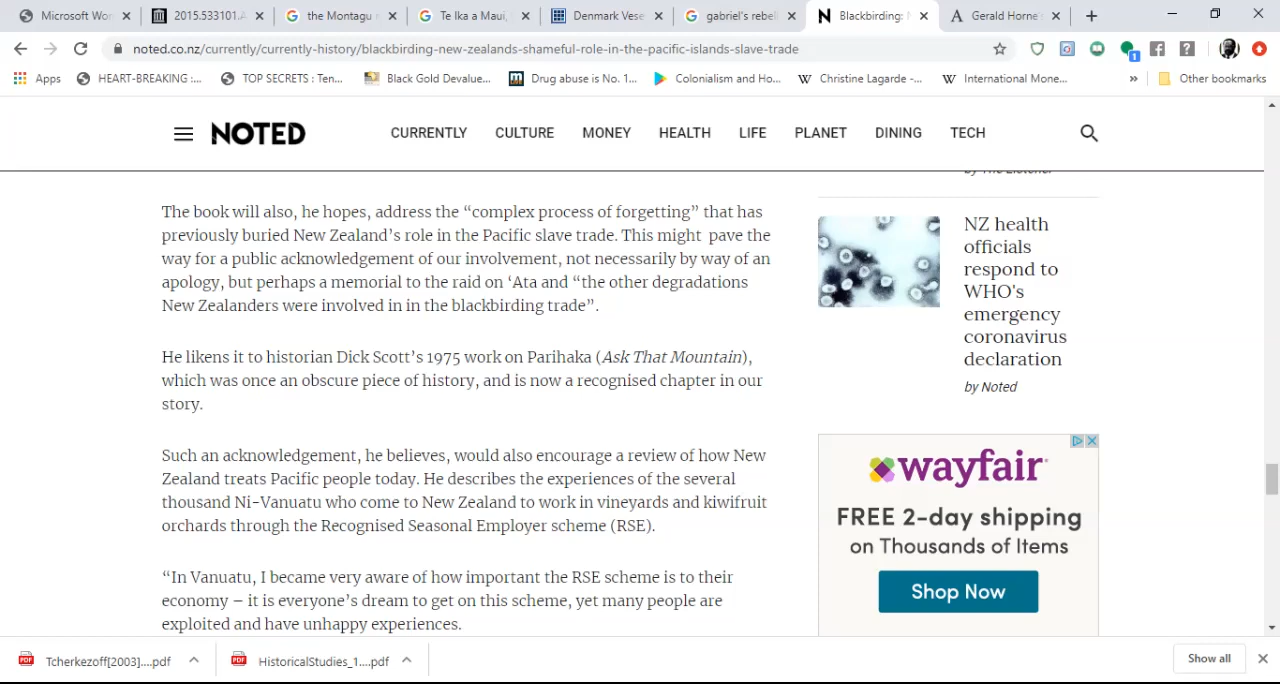 Microsoft Wor
2015.533101.A
the Montagu
Te Ika a Maui,
Denmark Vese
gabriel's rebel
Blackbirding: N
Gerald Horne's
noted.co.nz/currently/currently-history/blackbirding-new-zealands-shameful-role-in-the-pacific-islands-slave-trade
1
Apps
HEART-BREAKING :...
TOP SECRETS : Ten...
Black Gold Devalue...
Drug abuse is No. 1...
Colonialism and Ho...
Christine Lagarde -...
International Mone...
»
Other bookmarks
NOTED
CURRENTLY
CULTURE
MONEY
HEALTH
LIFE
PLANET
DINING
TECH
The book will also, he hopes, address the “complex process of forgetting” that has
previously buried New Zealand’s role in the Pacific slave trade. This might pave the
way for a public acknowledgement of our involvement, not necessarily by way of an
apology, but perhaps a memorial to the raid on ‘Ata and “the other degradations
New Zealanders were involved in in the blackbirding trade”.
He likens it to historian Dick Scott’s 1975 work on Parihaka (Ask That Mountain),
which was once an obscure piece of history, and is now a recognised chapter in our
story.
Such an acknowledgement, he believes, would also encourage a review of how New
Zealand treats Pacific people today. He describes the experiences of the several
thousand Ni-Vanuatu who come to New Zealand to work in vineyards and kiwifruit
orchards through the Recognised Seasonal Employer scheme (RSE).
“In Vanuatu, I became very aware of how important the RSE scheme is to their
economy – it is everyone’s dream to get on this scheme, yet many people are
exploited and have unhappy experiences.
by The Listener
NZ health
officials
respond to
WHO's
emergency
coronavirus
declaration
by Noted
wayfair
FREE 2-day shipping
on Thousands of Items
Shop Now
Tcherkezoff[2003]....pdf
HistoricalStudies_1....pdf
Show all